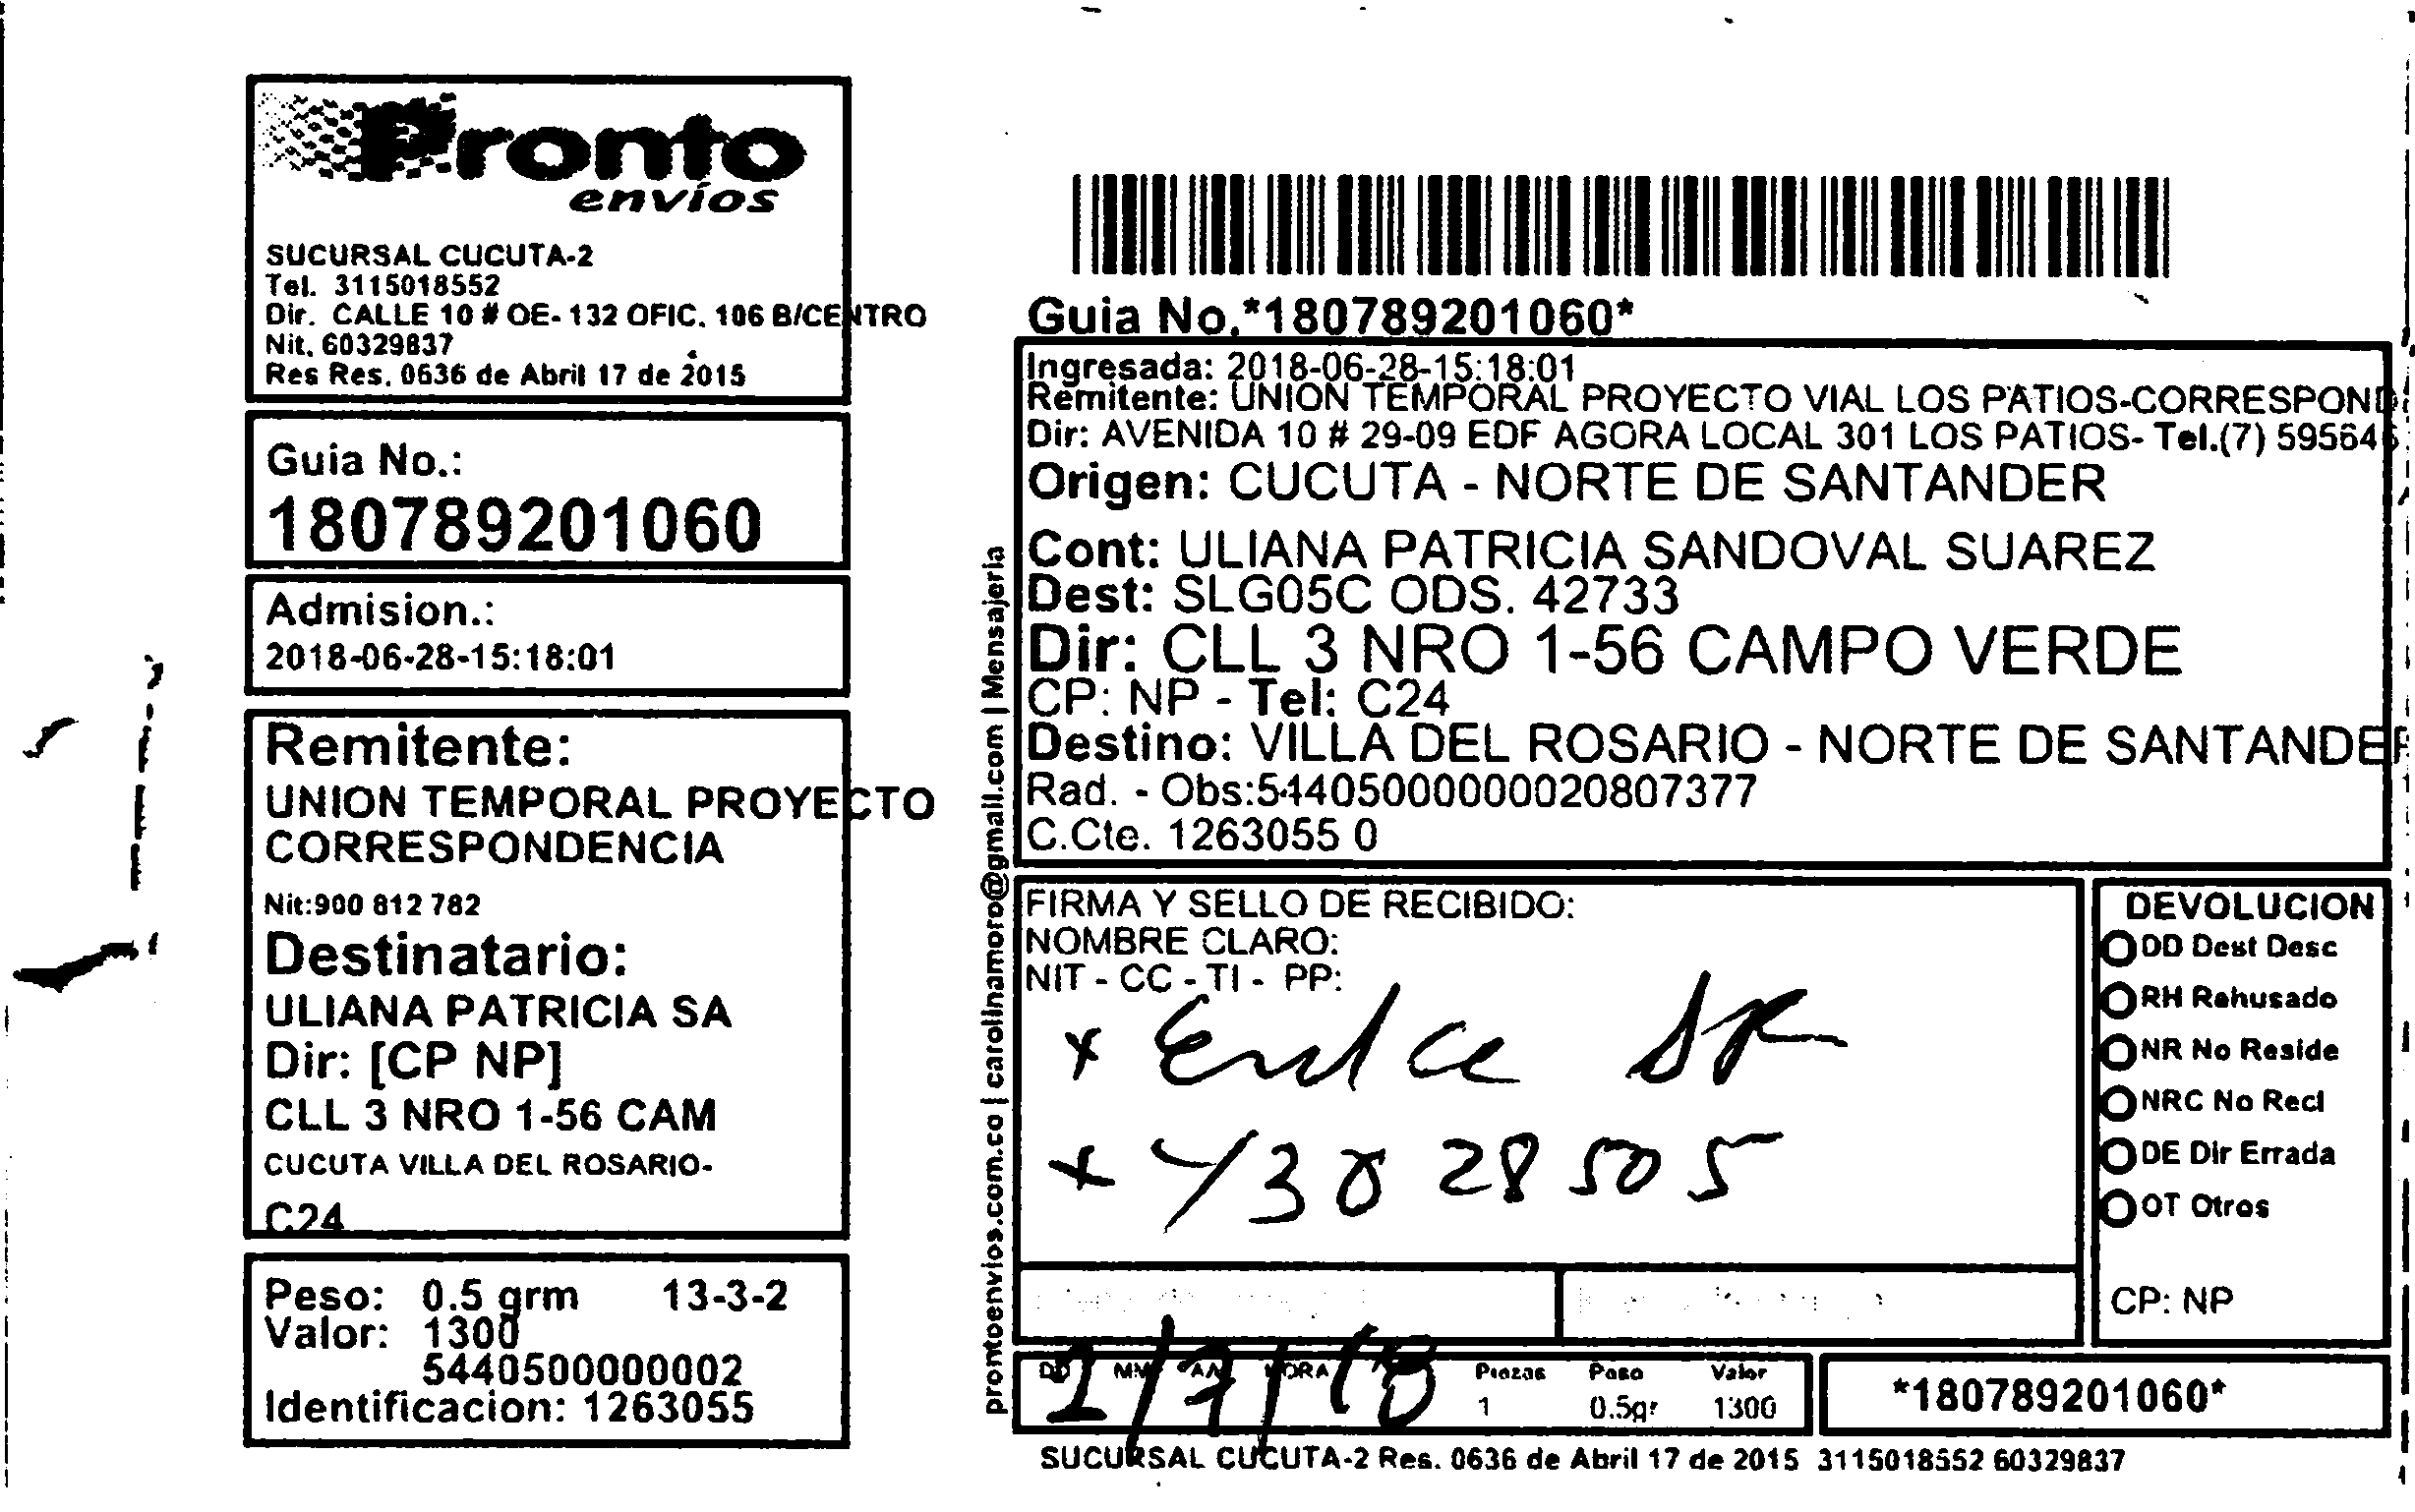 Pronto
envíos
SUCURSAL CUCUTA-2
Tel. 3115018552
Dir. CALLE 10 # OE- 132 OFIC. 106 B/CENTRO
Nit. 60329837
Res Res. 0636 de Abril 17 de 2015
Guia No.:
180789201060
Admision.:
2018-06-28-15:18:01
Remitente:
UNION TEMPORAL PROYECTO
CORRESPONDENCIA
Nit:900 812 782
Destinatario:
ULIANA PATRICIA SA
Dir: [CP NP]
CLL 3 NRO 1-56 CAM
CUCUTA VILLA DEL ROSARIO-
C24
Peso: 0.5 grm 13-3-2
Valor: 1300
5440500000002
Identificacion: 1263055
prontoenvios.com.co | carolinamoro@gmail.com | Mensajeria
Guia No.*180789201060*
Ingresada: 2018-06-28-15:18:01
Remitente: UNION TEMPORAL PROYECTO VIAL LOS PATIOS-CORRESPOND
Dir: AVENIDA 10 # 29-09 EDF AGORA LOCAL 301 LOS PATIOS- Tel.(7) 595646
Origen: CUCUTA - NORTE DE SANTANDER
Cont: ULIANA PATRICIA SANDOVAL SUAREZ
Dest: SLG05C ODS. 42733
Dir: CLL 3 NRO 1-56 CAMPO VERDE
CP: NP - Tel: C24
Destino: VILLA DEL ROSARIO - NORTE DE SANTANDER
Rad. - Obs:54405000000020807377
C.Cte. 1263055 0
FIRMA Y SELLO DE RECIBIDO:
NOMBRE CLARO:
NIT - CC - TI - PP:
DEVOLUCION
DD Dest Desc
RH Rehusado
NR No Reside
NRC No Recl
DE Dir Errada
OT Otros
CP: NP
DD MM AA HORA Piezas Peso Valor
2/7/18 1 0.5gr 1300
*180789201060*
SUCURSAL CUCUTA-2 Res. 0636 de Abril 17 de 2015 3115018552 60329837